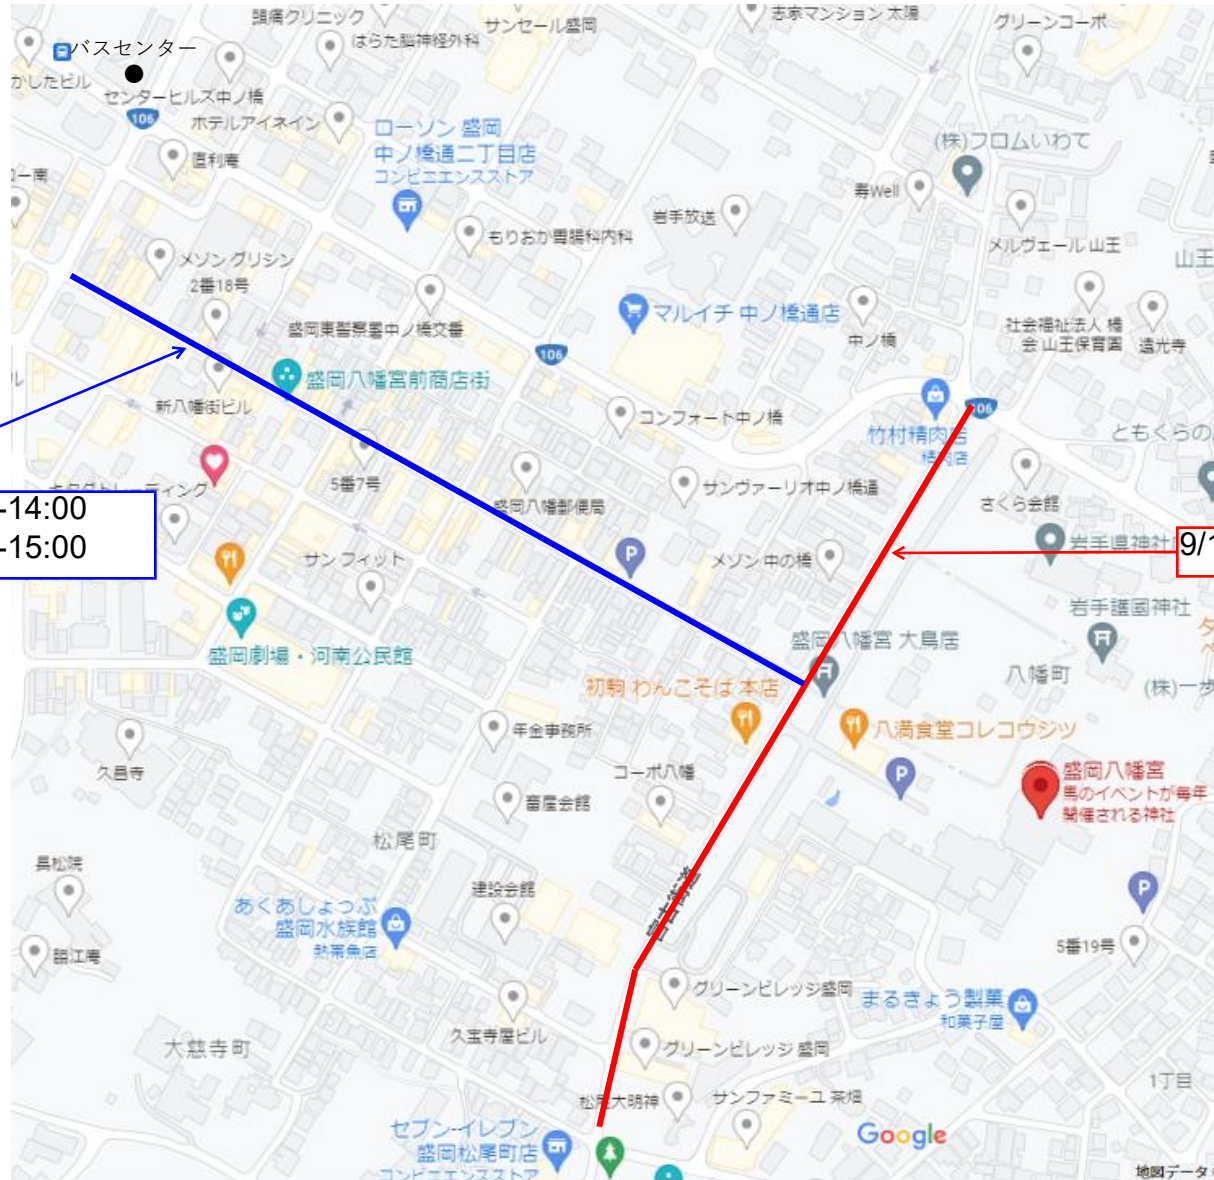 頭痛クリニック
サンセール盛岡
志家マンション 太陽
グリーンコーポ
バスセンター
はらた脳神経外科
かしたビル
センターヒルズ中ノ橋
106
ホテルアイネイン
ローソン 盛岡
中ノ橋通二丁目店
コンビニエンスストア
(株)フロムいわて
直利庵
寿Well
岩手放送
もりおか胃腸科内科
メルヴェール山王
山王
メゾン グリシン
2番18号
盛岡東警察署中ノ橋交番
マルイチ 中ノ橋通店
中ノ橋
社会福祉法人 橋
会 山王保育園
遠光寺
106
盛岡八幡宮前商店街
新八幡街ビル
コンフォート中ノ橋
竹村精肉店
精肉店
106
ともくらの
5番7号
盛岡八幡郵便局
サンヴァーリオ中ノ橋通
さくら会館
-14:00
-15:00
サン フィット
P
メゾン 中の橋
岩手県神社
9/1
岩手護國神社
盛岡劇場・河南公民館
盛岡八幡宮 大鳥居
八幡町
初駒 わんこそば 本店
(株)一歩
年金事務所
八満食堂コレコウジツ
久昌寺
コーポ八幡
P
盛岡八幡宮
馬のイベントが毎年
開催される神社
畜産会館
松尾町
長松院
建設会館
あくあしょっぷ
盛岡水族館
熱帯魚店
宮古街道
P
5番19号
グリーンビレッジ盛岡
まるきょう製菓
和菓子屋
久宝寺屋ビル
大慈寺町
グリーンビレッジ 盛岡
1丁目
松尾大明神
サンファミーユ 茶畑
セブン-イレブン
盛岡松尾町店
コンビニエンスストア
Google
地図データ